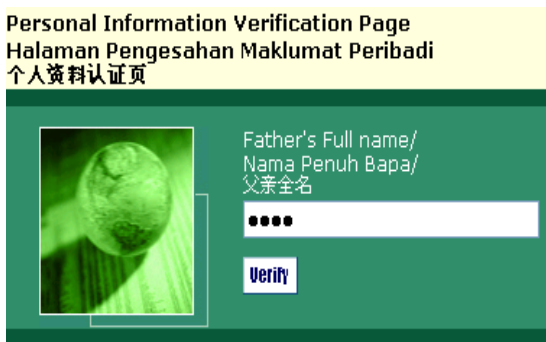 Personal Information Verification Page
Halaman Pengesahan Maklumat Peribadi
个人资料认证页
Father's Full name/
Nama Penuh Bapa/
父亲全名
●●●●
Verify